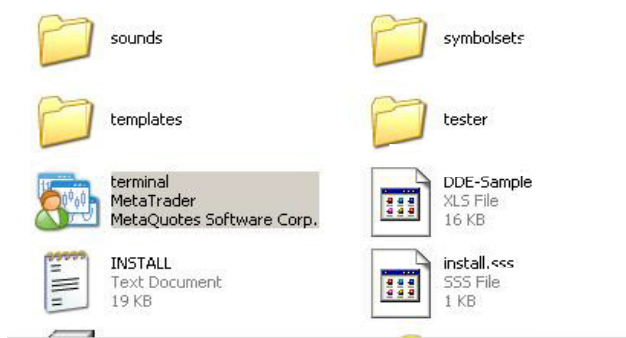 sounds
symbolsets
templates
tester
terminal
MetaTrader
MetaQuotes Software Corp.
DDE-Sample
XLS File
16 KB
INSTALL
Text Document
19 KB
install.sss
SSS File
1 KB